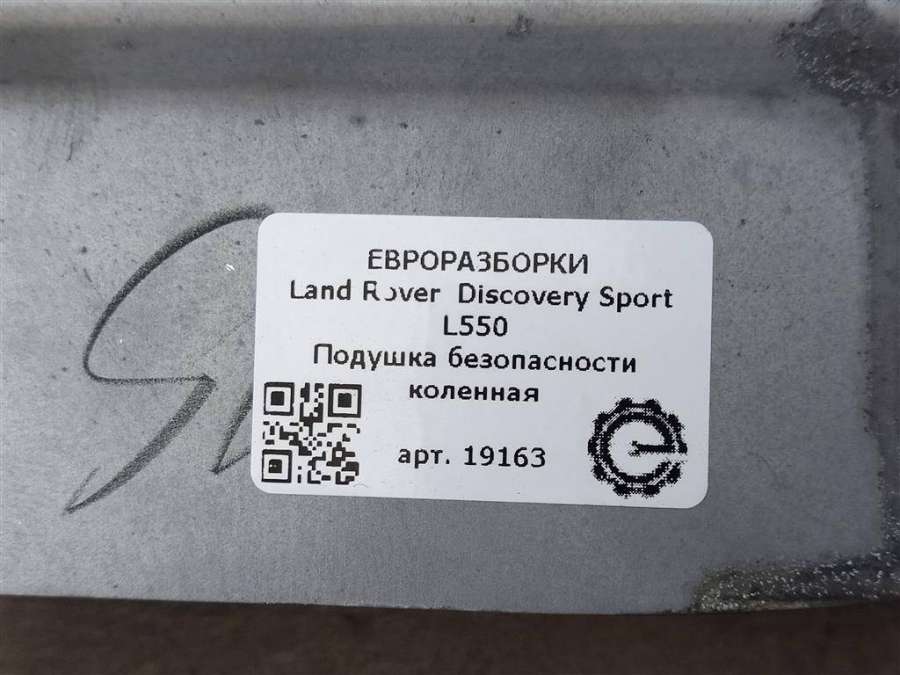 ЕВРОРАЗБОРКИ
Land Rover Discovery Sport
L550
Подушка безопасности
коленная
арт. 19163